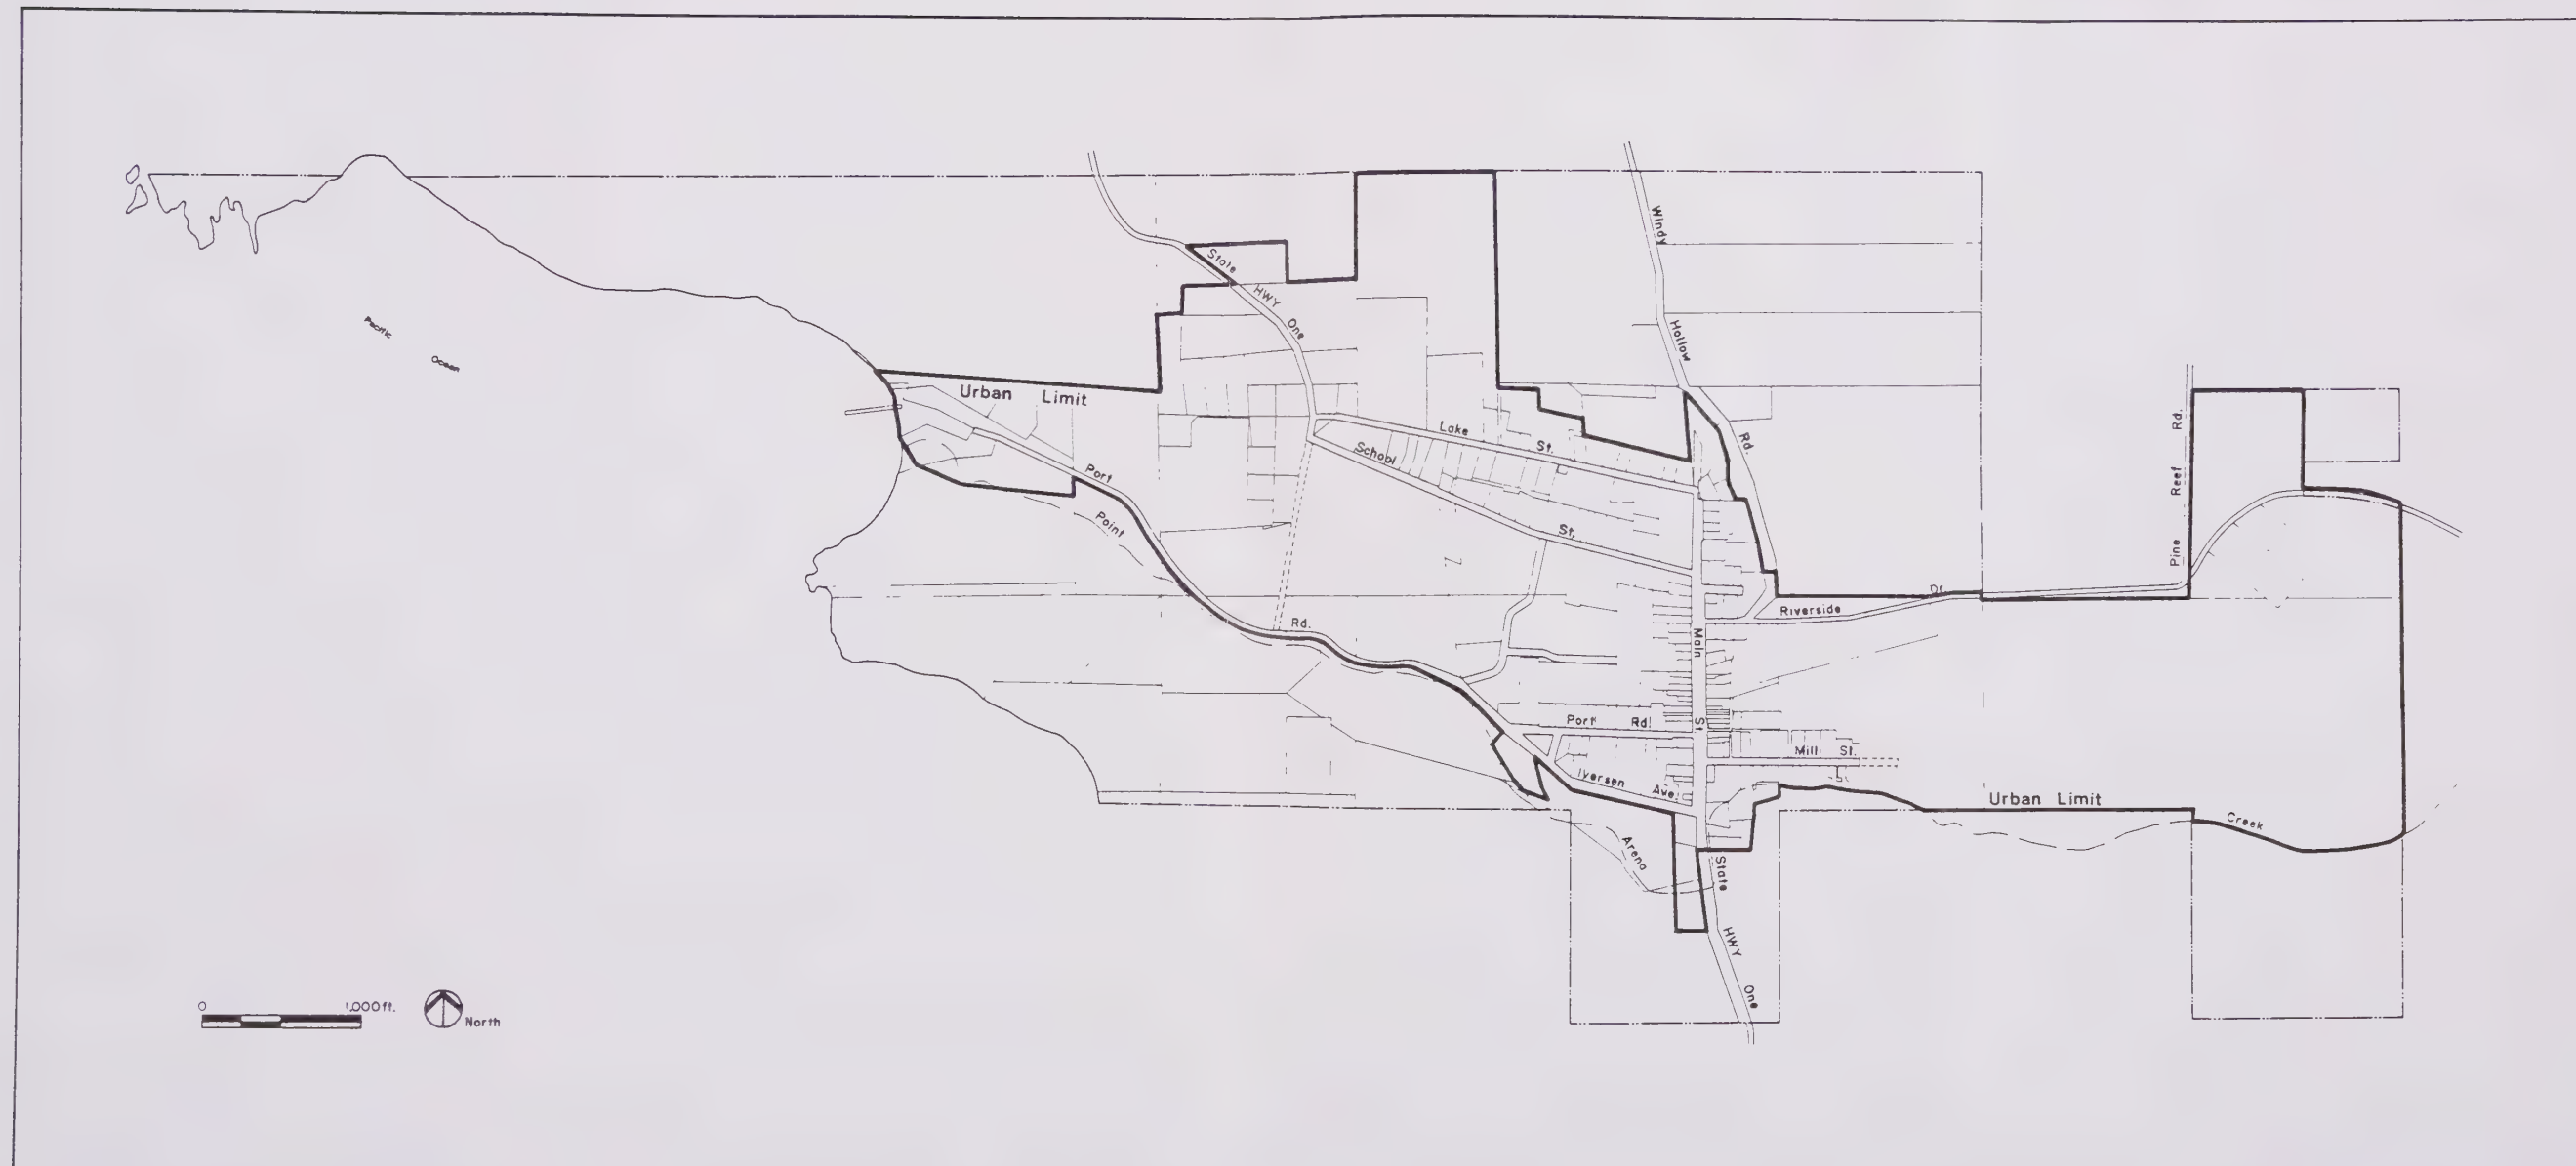 State
HWY
One
Windy
Hollow
Rd.
Pacific
Ocean
Urban Limit
Lake St.
School St.
Port
Point
Rd.
Pine Reef Rd.
Dr.
Riverside
Main
St
Port Rd.
Mill St.
Iversen Ave.
Urban Limit
Creek
Arena
State
HWY
One
0 1,000ft.
North